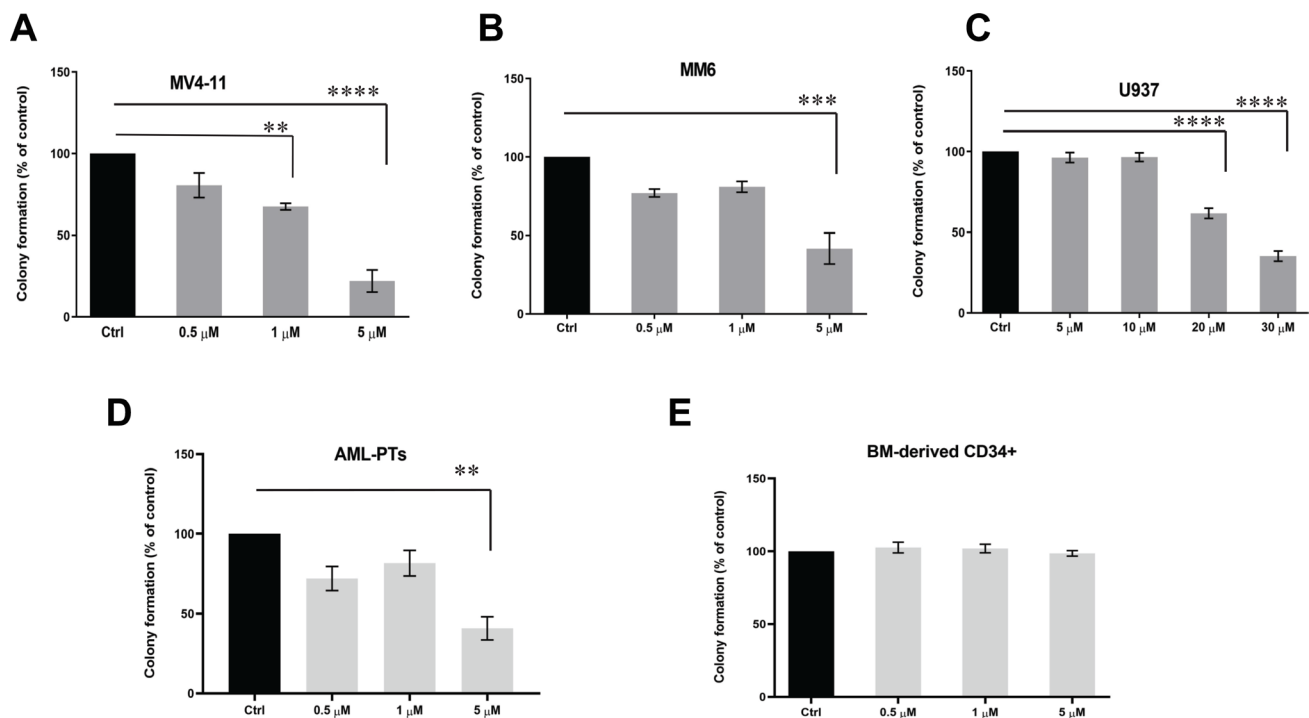 A
MV4-11
Colony formation (% of control)
150
100
50
0
****
**
Ctrl
0.5 μM
1 μM
5 μM
B
MM6
Colony formation (% of control)
150
100
50
0
***
Ctrl
0.5 μM
1 μM
5 μM
C
U937
Colony formation (% of control)
150
100
50
0
****
****
Ctrl
5 μM
10 μM
20 μM
30 μM
D
AML-PTs
Colony formation (% of control)
150
100
50
0
**
Ctrl
0.5 μM
1 μM
5 μM
E
BM-derived CD34+
Colony formation (% of control)
150
100
50
0
Ctrl
0.5 μM
1 μM
5 μM